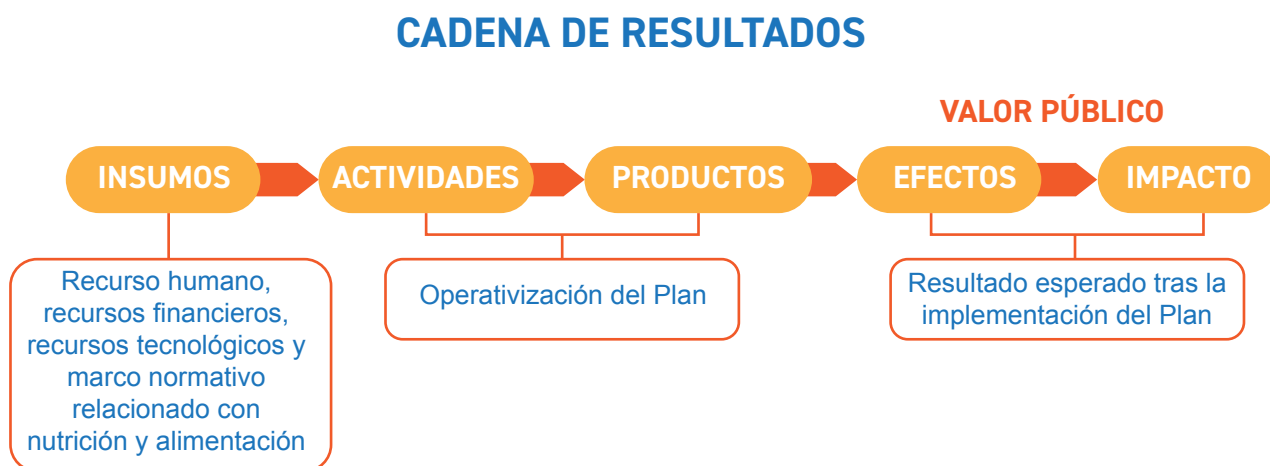 CADENA DE RESULTADOS
VALOR PÚBLICO
INSUMOS
ACTIVIDADES
PRODUCTOS
EFECTOS
IMPACTO
Recurso humano,
recursos financieros,
recursos tecnológicos y
marco normativo
relacionado con
nutrición y alimentación
Operativización del Plan
Resultado esperado tras la
implementación del Plan